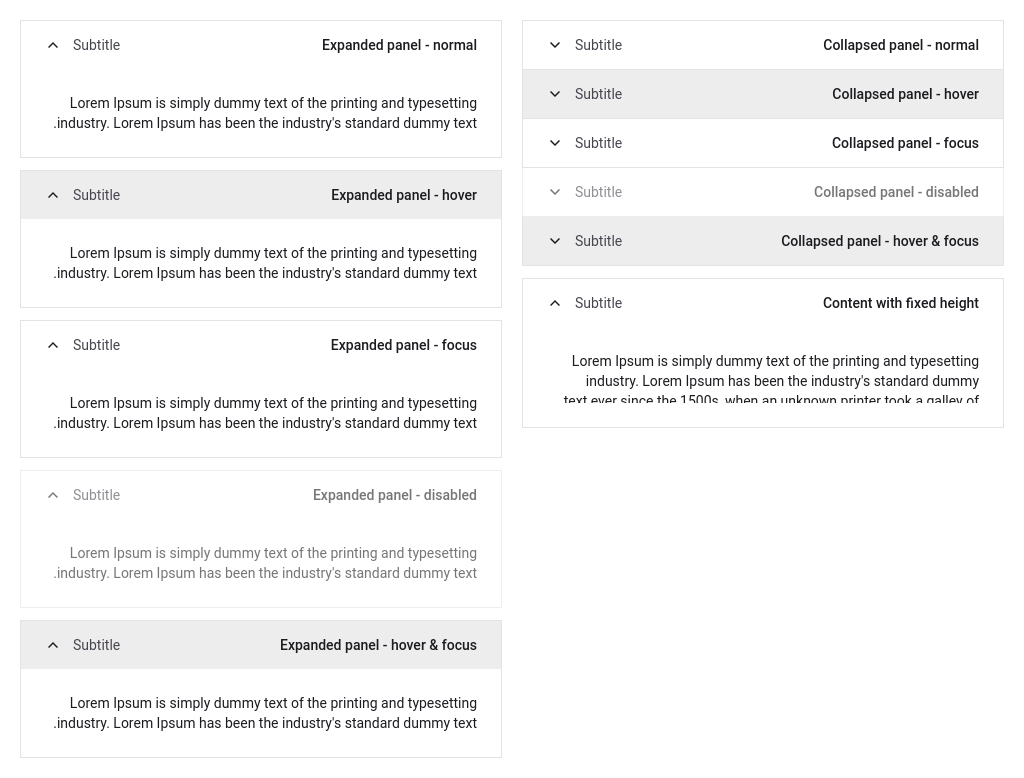 Subtitle Expanded panel - normal
Lorem Ipsum is simply dummy text of the printing and typesetting
.industry. Lorem Ipsum has been the industry's standard dummy text
Subtitle Expanded panel - hover
Lorem Ipsum is simply dummy text of the printing and typesetting
.industry. Lorem Ipsum has been the industry's standard dummy text
Subtitle Expanded panel - focus
Lorem Ipsum is simply dummy text of the printing and typesetting
.industry. Lorem Ipsum has been the industry's standard dummy text
Subtitle Expanded panel - disabled
Lorem Ipsum is simply dummy text of the printing and typesetting
.industry. Lorem Ipsum has been the industry's standard dummy text
Subtitle Expanded panel - hover & focus
Lorem Ipsum is simply dummy text of the printing and typesetting
.industry. Lorem Ipsum has been the industry's standard dummy text
Subtitle Collapsed panel - normal
Subtitle Collapsed panel - hover
Subtitle Collapsed panel - focus
Subtitle Collapsed panel - disabled
Subtitle Collapsed panel - hover & focus
Subtitle Content with fixed height
Lorem Ipsum is simply dummy text of the printing and typesetting
industry. Lorem Ipsum has been the industry's standard dummy
text ever since the 1500s, when an unknown printer took a galley of